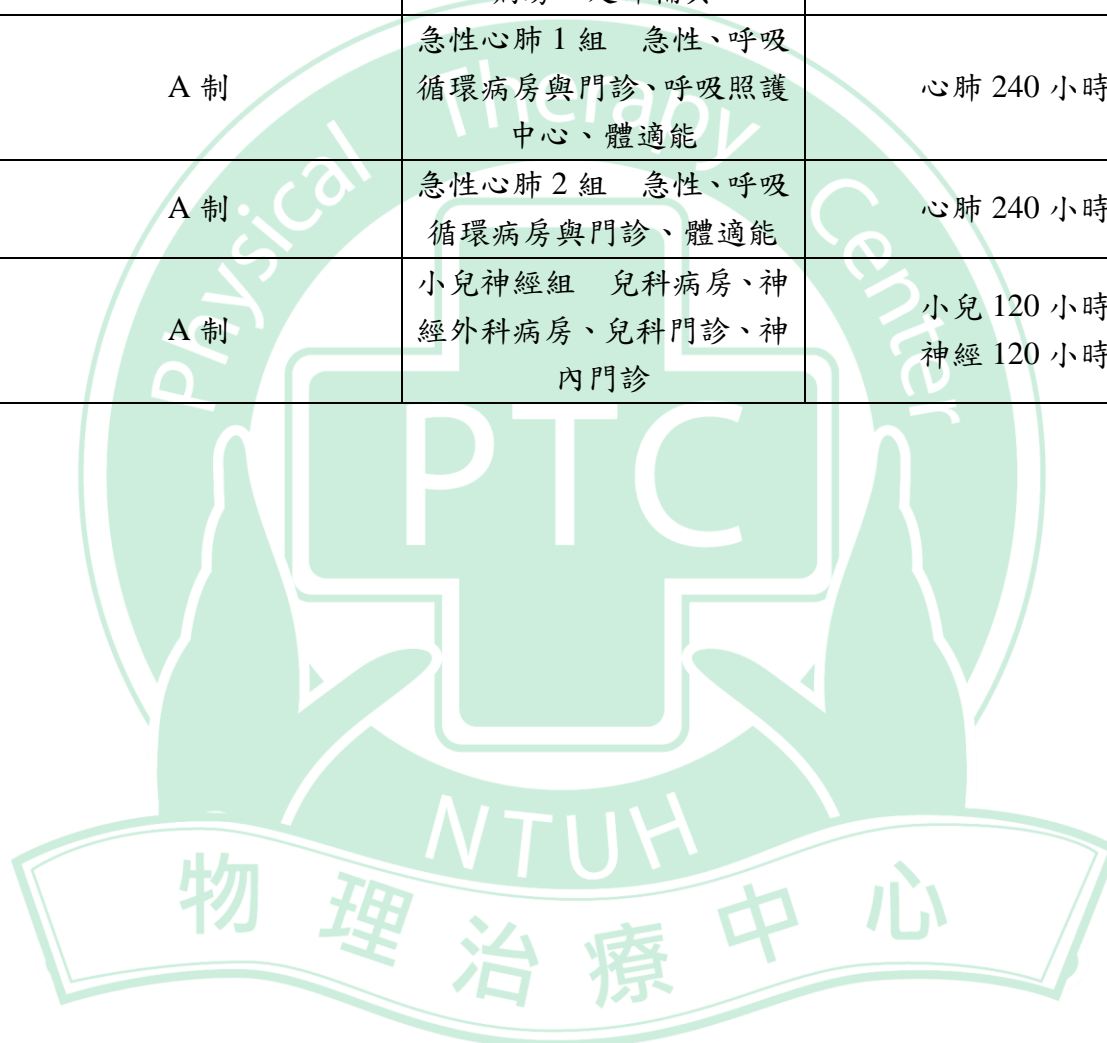 急性心肺 1 組　急性、呼吸
A 制
循環病房與門診、呼吸照護
心肺 240 小時
中心、體適能
急性心肺 2 組　急性、呼吸
A 制
循環病房與門診、體適能
心肺 240 小時
小兒神經組　兒科病房、神
A 制
經外科病房、兒科門診、神
內門診
小兒 120 小時
神經 120 小時
Physical Therapy Center
PTC
NTUH
物理治療中心